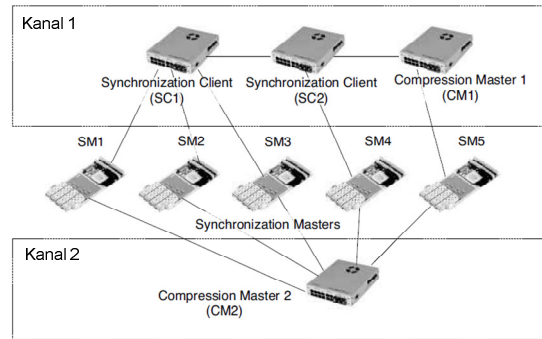 Kanal 1
Synchronization Client
(SC1)
Synchronization Client
(SC2)
Compression Master 1
(CM1)
SM1
SM2
SM3
SM4
SM5
Synchronization Masters
Kanal 2
Compression Master 2
(CM2)